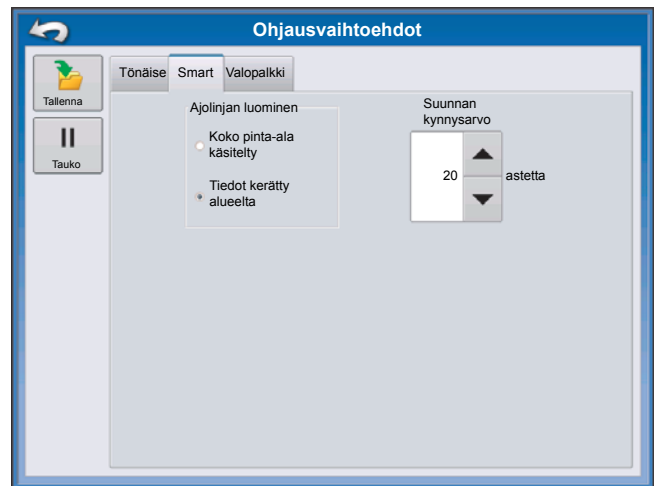 Ohjausvaihtoehdot
Tallenna
Tauko
Tönäise Smart Valopalkki
Ajolinjan luominen
Koko pinta-ala
käsitelty
Tiedot kerätty
alueelta
Suunnan
kynnysarvo
20 astetta